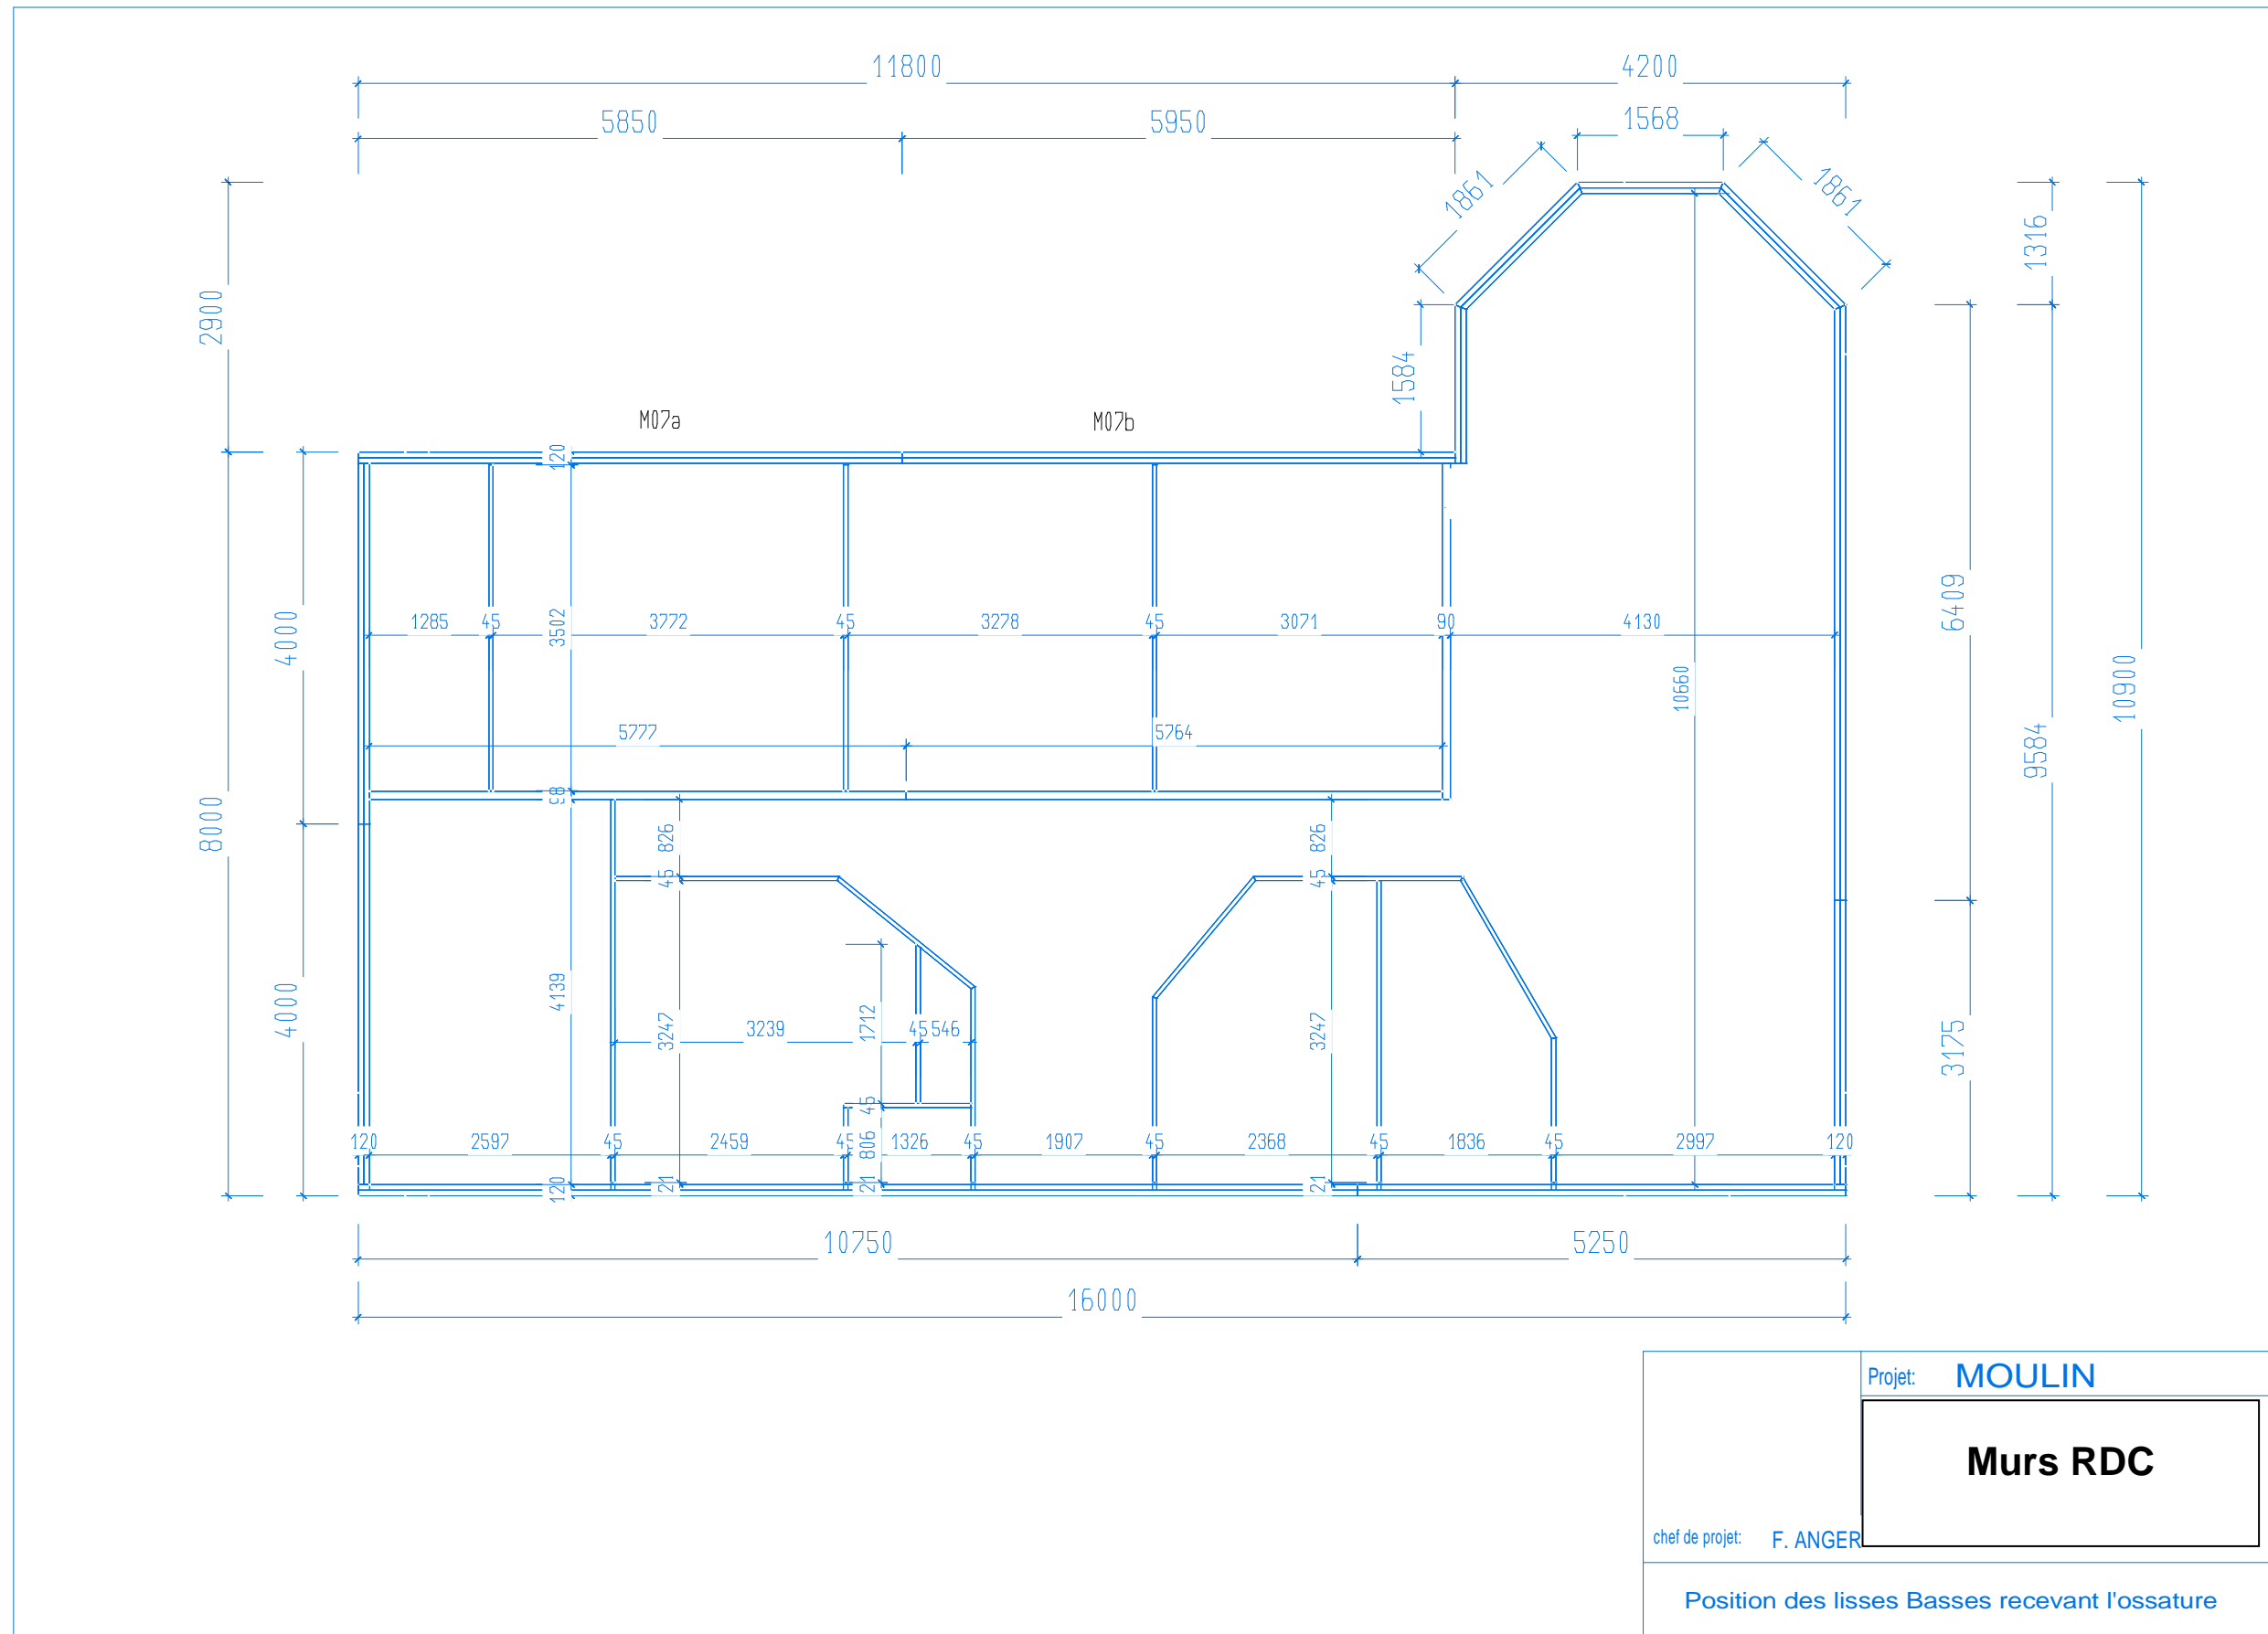 11800 4200
5850 5950 1568
1861 1861
1316
2900
1584
M07a M07b
120
4000 3502 6409
1285 45 3772 45 3278 45 3071 90 4130
10660 10900
5777 5764
9584
8000 98 826 826
45 45
4139 3247 1712 3247
4000 3239 45 546 3175
45
120 2597 45 2459 45 806 1326 45 1907 45 2368 45 1836 45 2997 120
120 21 21 21
10750 5250
16000
Projet: MOULIN
Murs RDC
chef de projet: F. ANGER
Position des lisses Basses recevant l'ossature